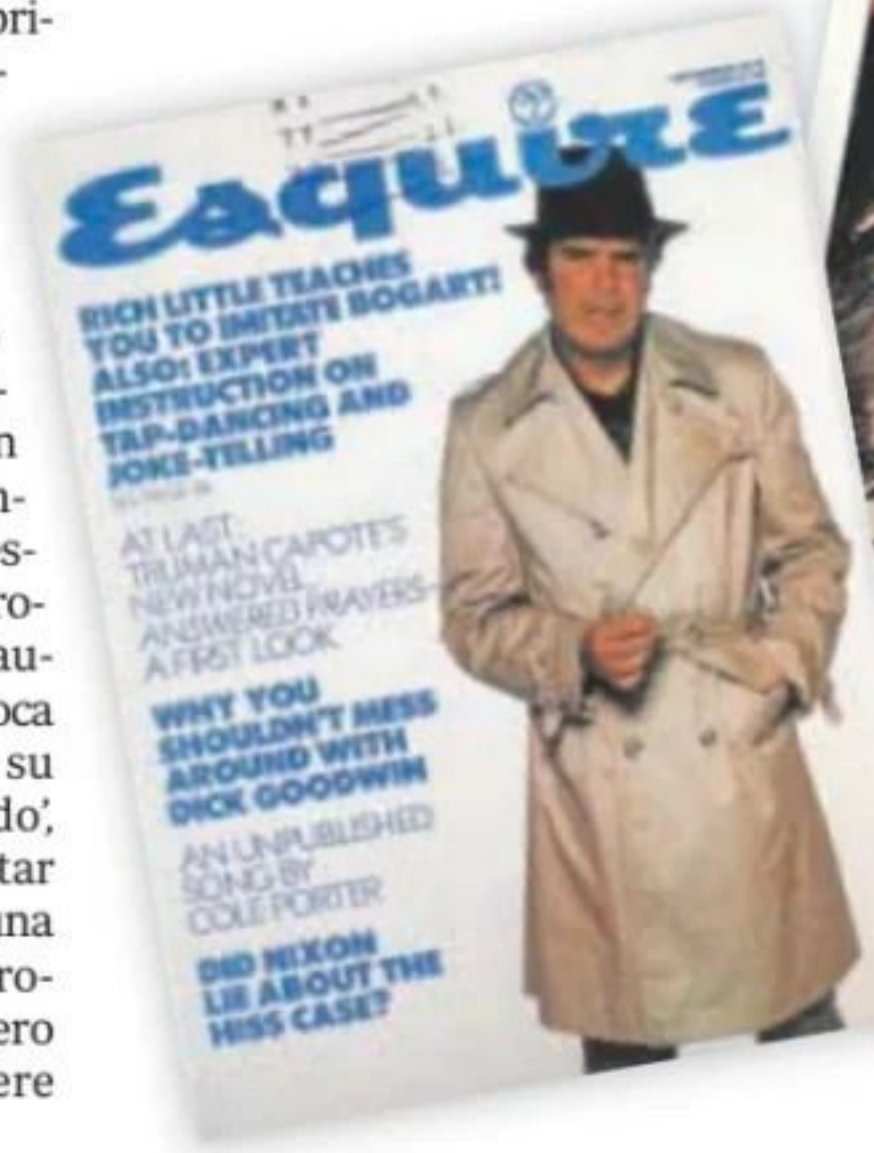 pri-
-
n
n-
s-
ro-
au-
oca
su
do’,
tar
una
ro-
ero
ere
Esquire
RICH LITTLE TEACHES
YOU TO IMITATE BOGART!
ALSO: EXPERT
INSTRUCTION ON
TAP-DANCING AND
JOKE-TELLING
AT LAST:
TRUMAN CAPOTE'S
NEW NOVEL
ANSWERED PRAYERS—
A FIRST LOOK
WHY YOU
SHOULDN'T MESS
AROUND WITH
DICK GOODWIN
AN UNPUBLISHED
SONG BY
COLE PORTER
DID NIXON
LIE ABOUT THE
HISS CASE?